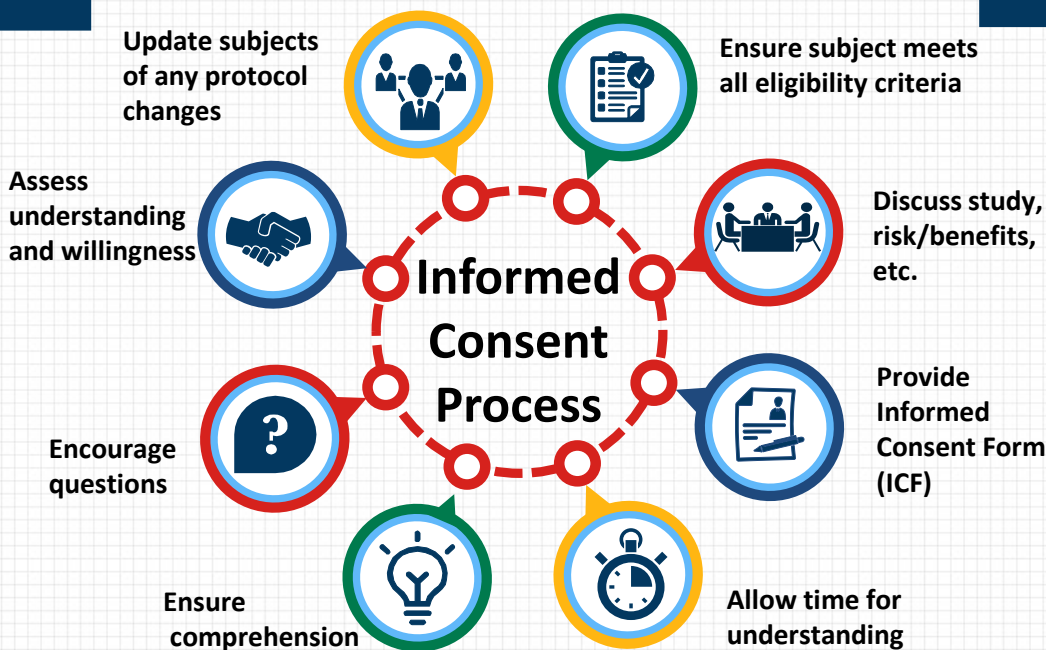 Informed
Consent
Process
Ensure subject meets
all eligibility criteria
Discuss study,
risk/benefits,
etc.
Provide
Informed
Consent Form
(ICF)
Allow time for
understanding
Ensure
comprehension
?
Encourage
questions
Assess
understanding
and willingness
Update subjects
of any protocol
changes